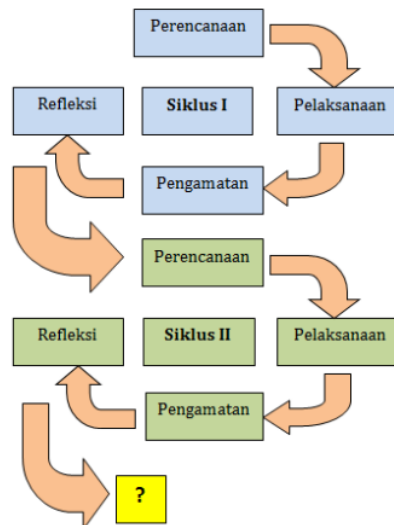 Perencanaan
Refleksi
Siklus I
Pelaksanaan
Pengamatan
Perencanaan
Refleksi
Siklus II
Pelaksanaan
Pengamatan
?